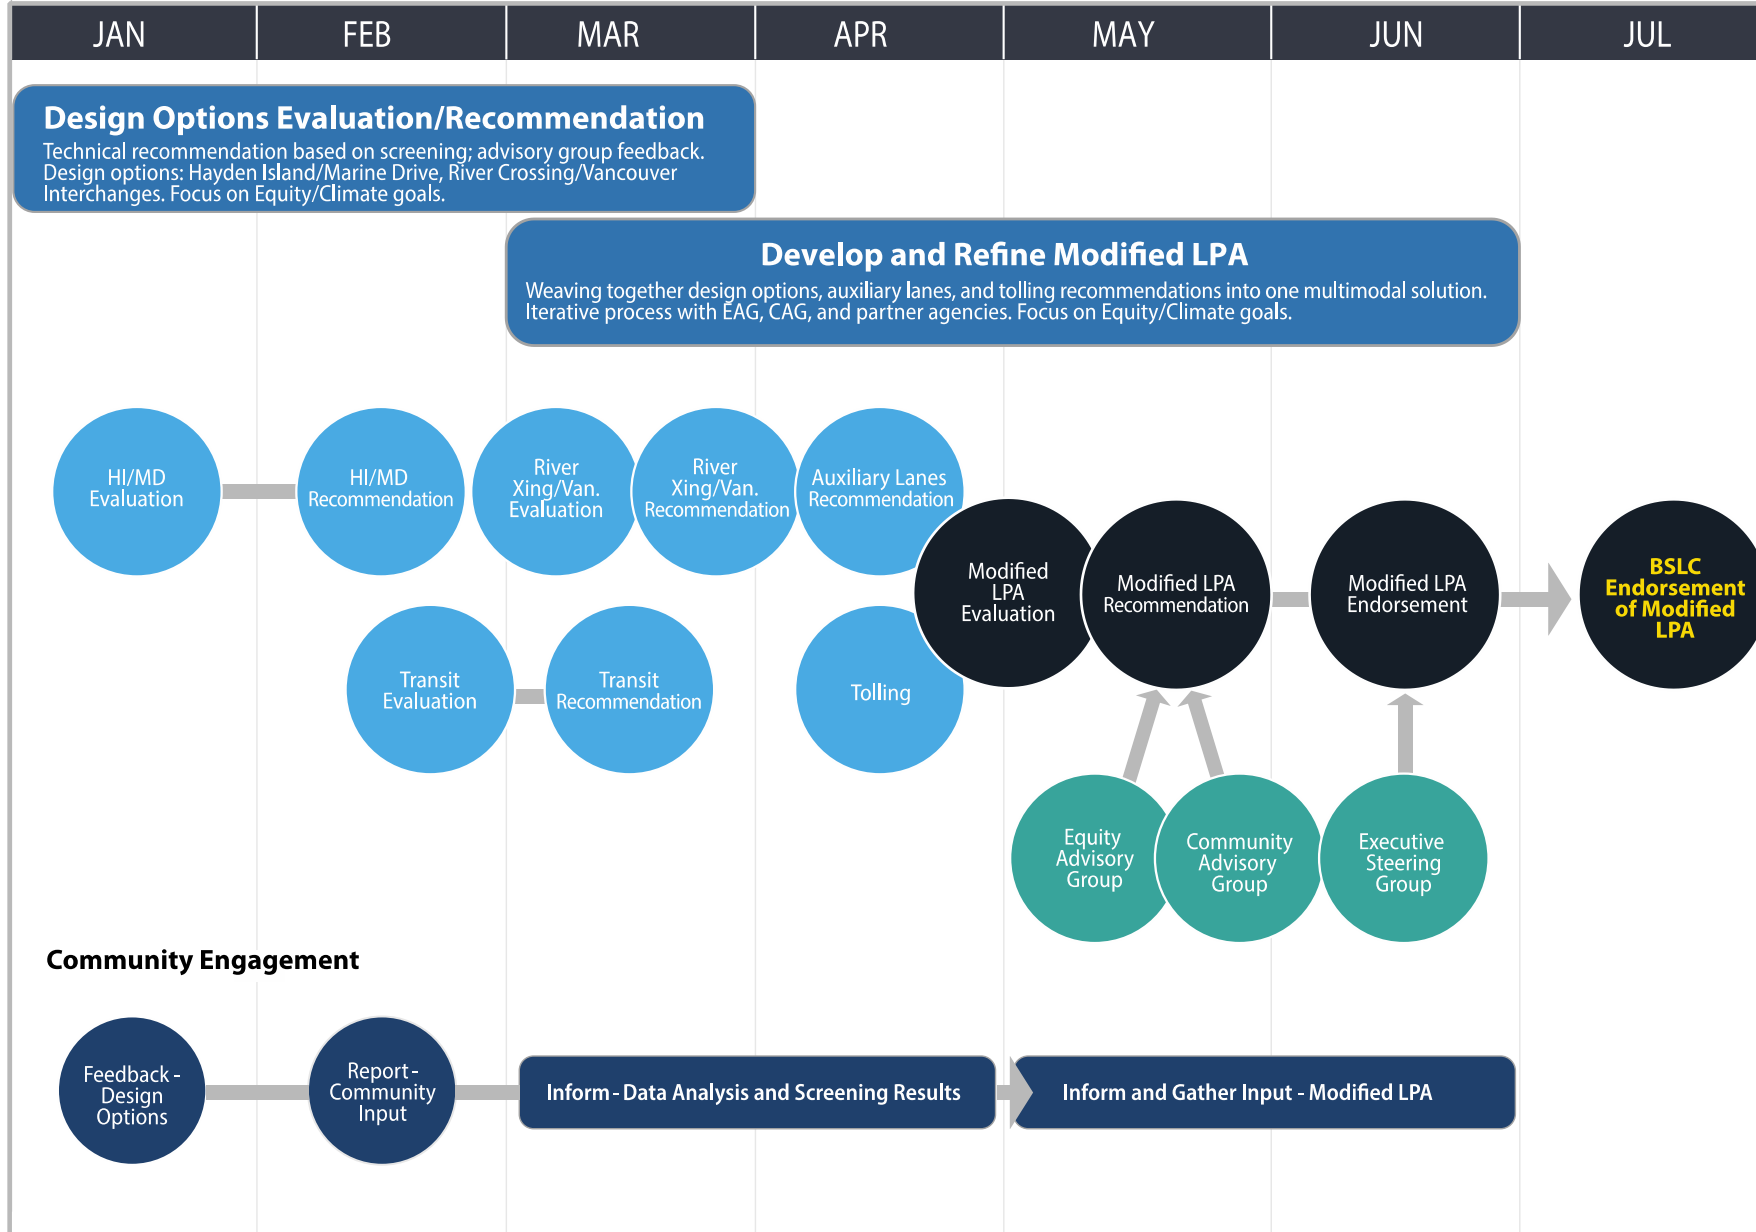 JAN
FEB
MAR
APR
MAY
JUN
JUL
Design Options Evaluation/Recommendation
Technical recommendation based on screening; advisory group feedback.
Design options: Hayden Island/Marine Drive, River Crossing/Vancouver
Interchanges. Focus on Equity/Climate goals.
Develop and Refine Modified LPA
Weaving together design options, auxiliary lanes, and tolling recommendations into one multimodal solution.
Iterative process with EAG, CAG, and partner agencies. Focus on Equity/Climate goals.
HI/MD
Evaluation
HI/MD
Recommendation
River
Xing/Van.
Evaluation
River
Xing/Van.
Recommendation
Auxiliary Lanes
Recommendation
Modified
LPA
Evaluation
Modified LPA
Recommendation
Modified LPA
Endorsement
BSLC
Endorsement
of Modified
LPA
Transit
Evaluation
Transit
Recommendation
Tolling
Equity
Advisory
Group
Community
Advisory
Group
Executive
Steering
Group
Community Engagement
Feedback -
Design
Options
Report -
Community
Input
Inform - Data Analysis and Screening Results
Inform and Gather Input - Modified LPA